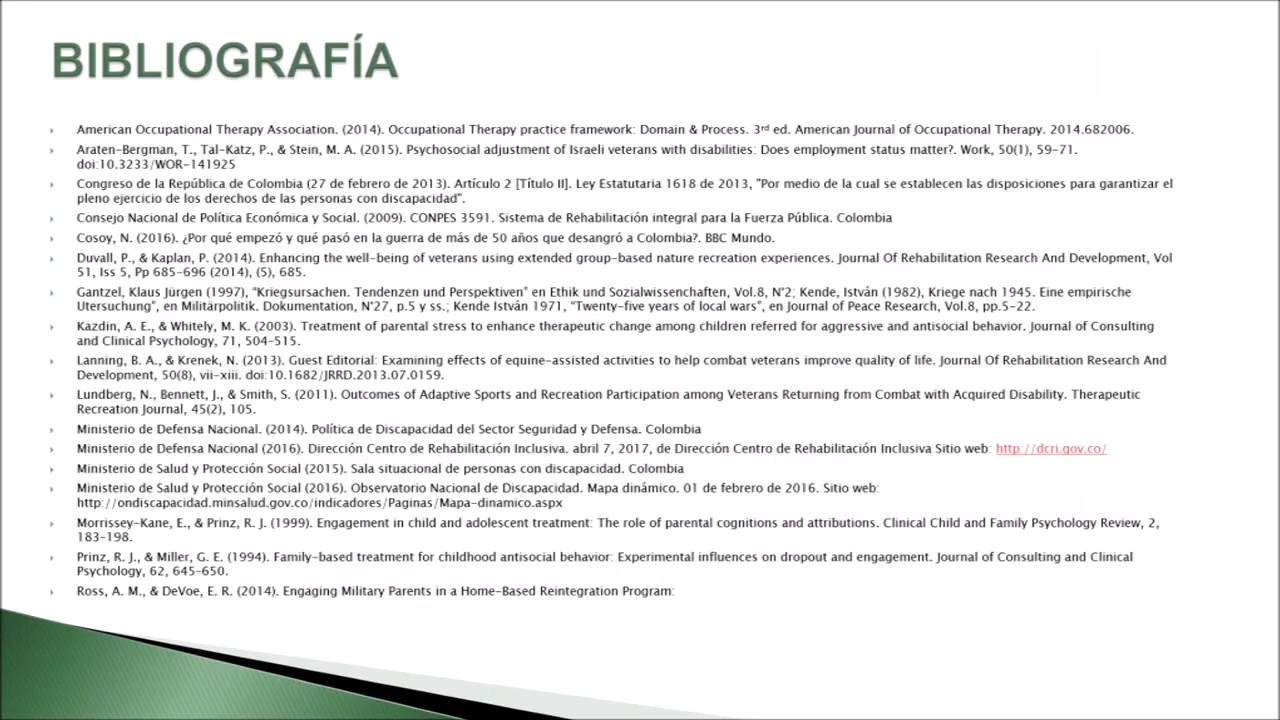 BIBLIOGRAFÍA
American Occupational Therapy Association. (2014). Occupational Therapy practice framework: Domain & Process. 3rd ed. American Journal of Occupational Therapy. 2014.682006.
Araten-Bergman, T., Tal-Katz, P., & Stein, M. A. (2015). Psychosocial adjustment of Israeli veterans with disabilities: Does employment status matter?. Work, 50(1), 59-71.
doi:10.3233/WOR-141925
Congreso de la República de Colombia (27 de febrero de 2013). Artículo 2 [Título II]. Ley Estatutaria 1618 de 2013, "Por medio de la cual se establecen las disposiciones para garantizar el
pleno ejercicio de los derechos de las personas con discapacidad".
Consejo Nacional de Política Económica y Social. (2009). CONPES 3591. Sistema de Rehabilitación integral para la Fuerza Pública. Colombia
Cosoy, N. (2016). ¿Por qué empezó y qué pasó en la guerra de más de 50 años que desangró a Colombia?. BBC Mundo.
Duvall, P., & Kaplan, P. (2014). Enhancing the well-being of veterans using extended group-based nature recreation experiences. Journal Of Rehabilitation Research And Development, Vol
51, Iss 5, Pp 685-696 (2014), (5), 685.
Gantzel, Klaus Jürgen (1997), “Kriegsursachen. Tendenzen und Perspektiven” en Ethik und Sozialwissenchaften, Vol.8, N°2; Kende, István (1982), Kriege nach 1945. Eine empirische
Utersuchung”, en Militärpolitik. Dokumentation, N°27, p.5 y ss.; Kende István 1971, “Twenty-five years of local wars”, en Journal of Peace Research, Vol.8, pp.5-22.
Kazdin, A. E., & Whitely, M. K. (2003). Treatment of parental stress to enhance therapeutic change among children referred for aggressive and antisocial behavior. Journal of Consulting
and Clinical Psychology, 71, 504-515.
Lanning, B. A., & Krenek, N. (2013). Guest Editorial: Examining effects of equine-assisted activities to help combat veterans improve quality of life. Journal Of Rehabilitation Research And
Development, 50(8), vii-xiii. doi:10.1682/JRRD.2013.07.0159.
Lundberg, N., Bennett, J., & Smith, S. (2011). Outcomes of Adaptive Sports and Recreation Participation among Veterans Returning from Combat with Acquired Disability. Therapeutic
Recreation Journal, 45(2), 105.
Ministerio de Defensa Nacional. (2014). Política de Discapacidad del Sector Seguridad y Defensa. Colombia
Ministerio de Defensa Nacional (2016). Dirección Centro de Rehabilitación Inclusiva. abril 7, 2017, de Dirección Centro de Rehabilitación Inclusiva Sitio web: http://dcri.gov.co/
Ministerio de Salud y Protección Social (2015). Sala situacional de personas con discapacidad. Colombia
Ministerio de Salud y Protección Social (2016). Observatorio Nacional de Discapacidad. Mapa dinámico. 01 de febrero de 2016. Sitio web:
http://ondiscapacidad.minsalud.gov.co/indicadores/Paginas/Mapa-dinamico.aspx
Morrissey-Kane, E., & Prinz, R. J. (1999). Engagement in child and adolescent treatment: The role of parental cognitions and attributions. Clinical Child and Family Psychology Review, 2,
183-198.
Prinz, R. J., & Miller, G. E. (1994). Family-based treatment for childhood antisocial behavior: Experimental influences on dropout and engagement. Journal of Consulting and Clinical
Psychology, 62, 645-650.
Ross, A. M., & DeVoe, E. R. (2014). Engaging Military Parents in a Home-Based Reintegration Program: